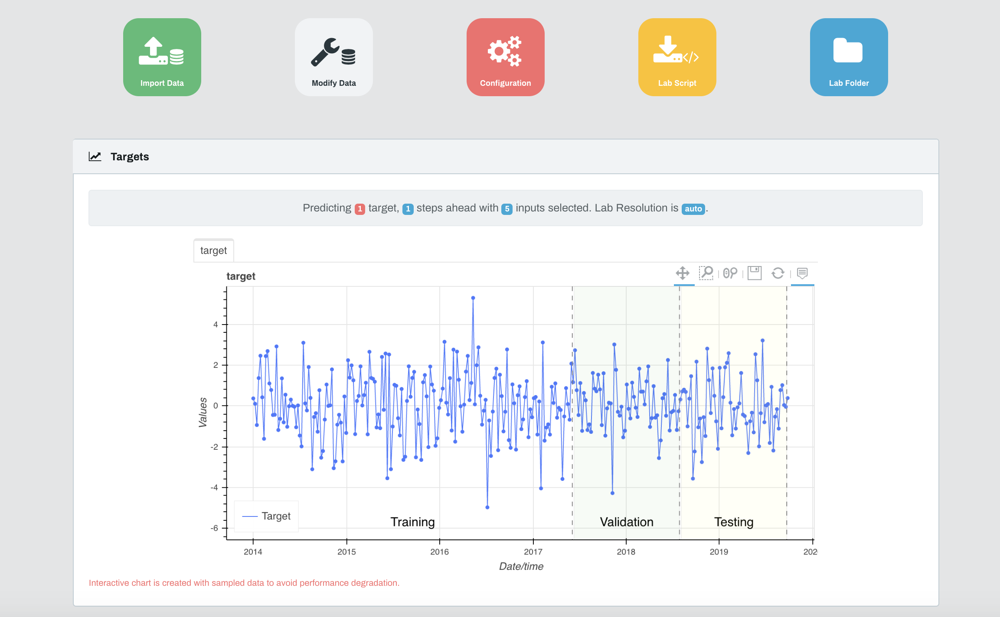 Import Data
Modify Data
Configuration
Lab Script
Lab Folder
Targets
Predicting 1 target, 1 steps ahead with 5 inputs selected. Lab Resolution is auto.
target
target
4
2
0
-2
-4
-6
Values
Target
Training
Validation
Testing
2014
2015
2016
2017
2018
2019
202
Date/time
Interactive chart is created with sampled data to avoid performance degradation.